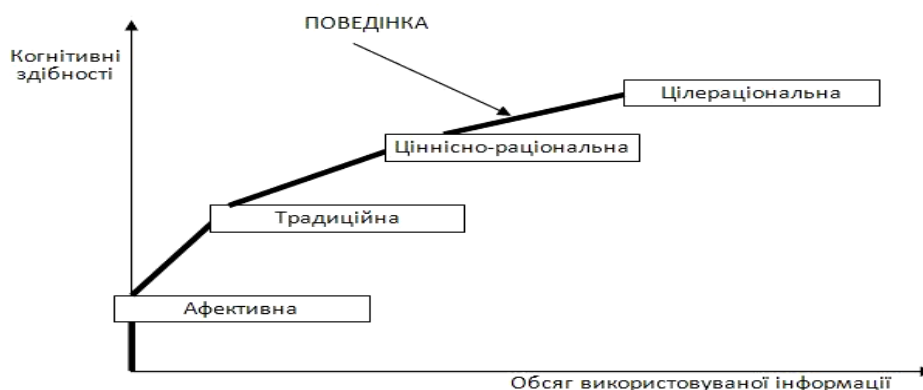 ПОВЕДІНКА
Когнітивні
здібності
Цілераціональна
Ціннісно-раціональна
Традиційна
Афективна
Обсяг використовуваної інформації